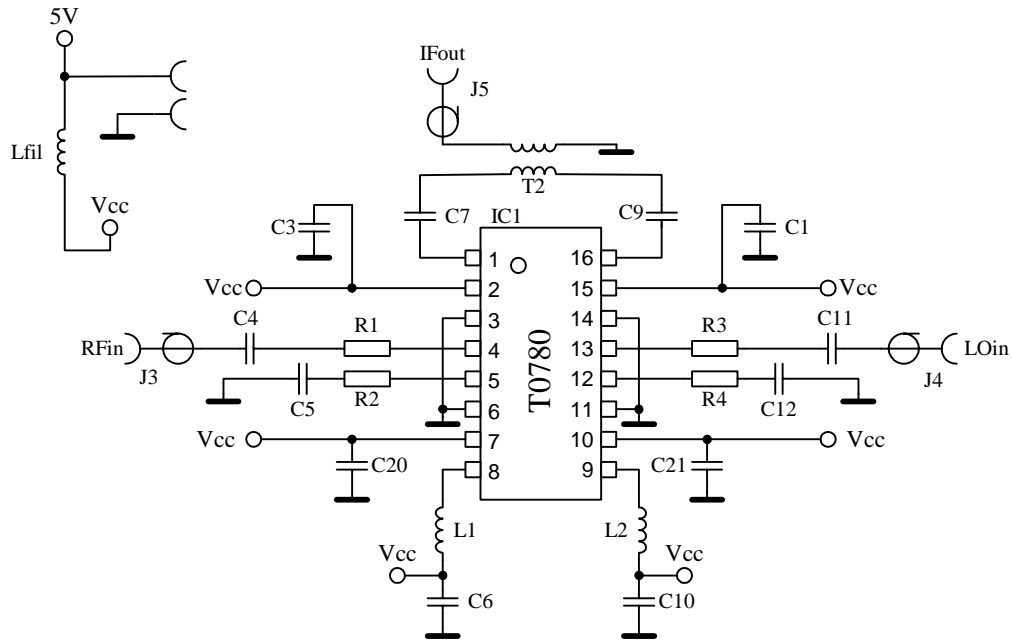 5V
IFout
J5
Lfil
T2
Vcc
C3
C7
IC1
C9
C1
1
16
Vcc
2
15
Vcc
3
14
C4
R1
R3
C11
RFin
4
13
LOin
J3
J4
5
12
C5
R2
R4
C12
T0780
6
11
Vcc
7
10
Vcc
C20
8
9
C21
L1
L2
Vcc
Vcc
C6
C10